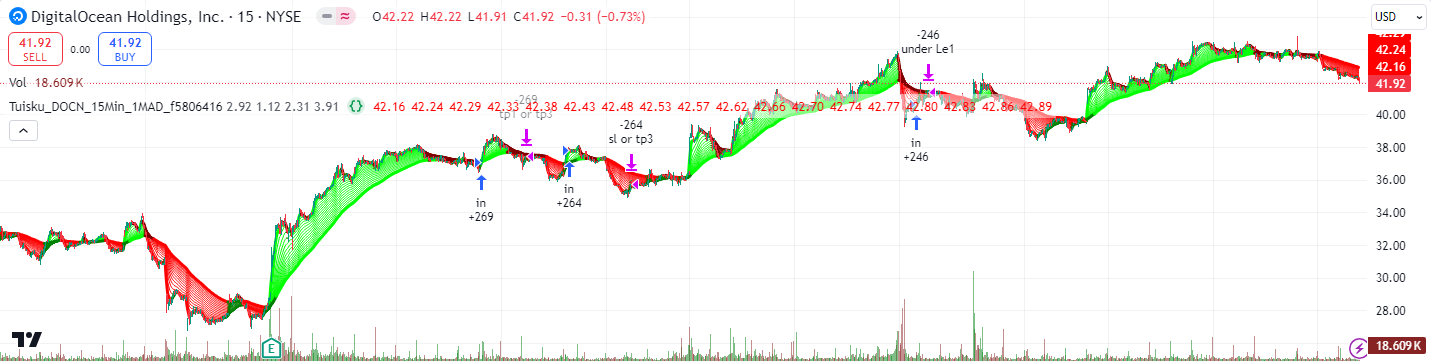 DigitalOcean Holdings, Inc. · 15 · NYSE O42.22 H42.22 L41.91 C41.92 −0.31 (−0.73%)
USD
41.92
SELL
0.00
41.92
BUY
Vol 18.609 K
Tuisku_DOCN_15Min_1MAD_f5806416 2.92 1.12 2.31 3.91 {} 42.16 42.24 42.29 42.33 42.38 42.43 42.48 42.53 42.57 42.62 42.66 42.70 42.74 42.77 42.80 42.83 42.86 42.89
-269
tp1 or tp3
-264
sl or tp3
-246
under Le1
in
+269
in
+264
in
+246
42.24
42.16
41.92
40.00
38.00
36.00
34.00
32.00
30.00
28.00
18.609 K
E